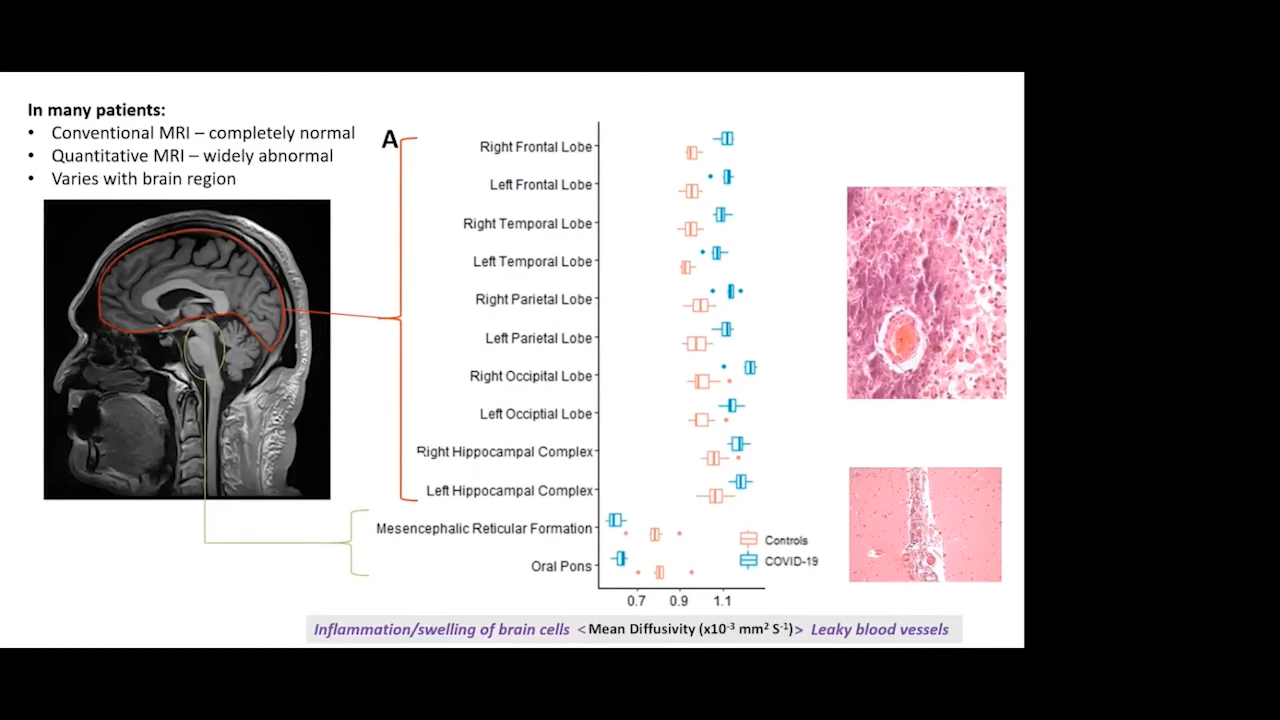 In many patients:
• Conventional MRI – completely normal
• Quantitative MRI – widely abnormal
• Varies with brain region
A
Right Frontal Lobe
Left Frontal Lobe
Right Temporal Lobe
Left Temporal Lobe
Right Parietal Lobe
Left Parietal Lobe
Right Occipital Lobe
Left Occiptial Lobe
Right Hippocampal Complex
Left Hippocampal Complex
Mesencephalic Reticular Formation
Oral Pons
Controls
COVID-19
0.7 0.9 1.1
Inflammation/swelling of brain cells < Mean Diffusivity (x10-3 mm2 S-1)> Leaky blood vessels